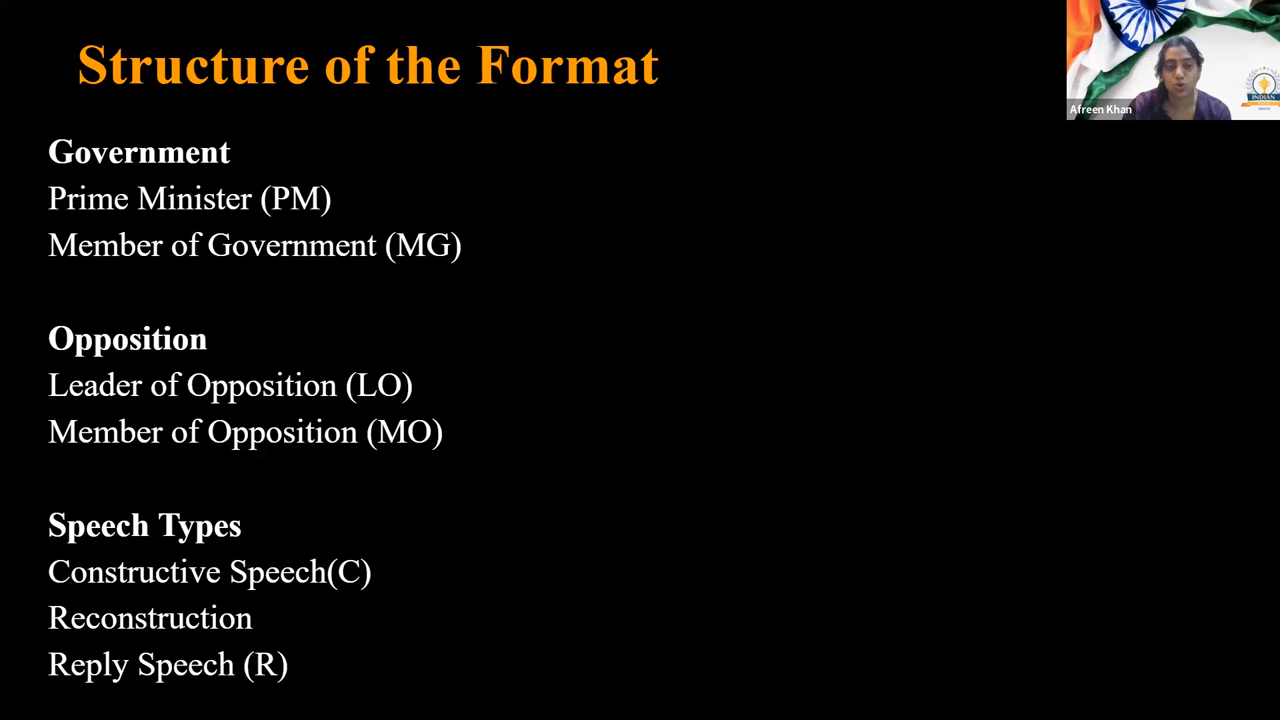 Structure of the Format
Afreen Khan
INDIAN
Government
Prime Minister (PM)
Member of Government (MG)
Opposition
Leader of Opposition (LO)
Member of Opposition (MO)
Speech Types
Constructive Speech(C)
Reconstruction
Reply Speech (R)